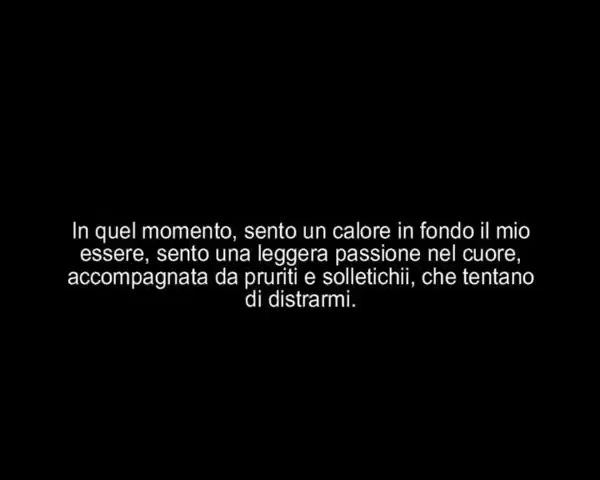 In quel momento, sento un calore in fondo il mio
essere, sento una leggera passione nel cuore,
accompagnata da pruriti e solletichii, che tentano
di distrarmi.